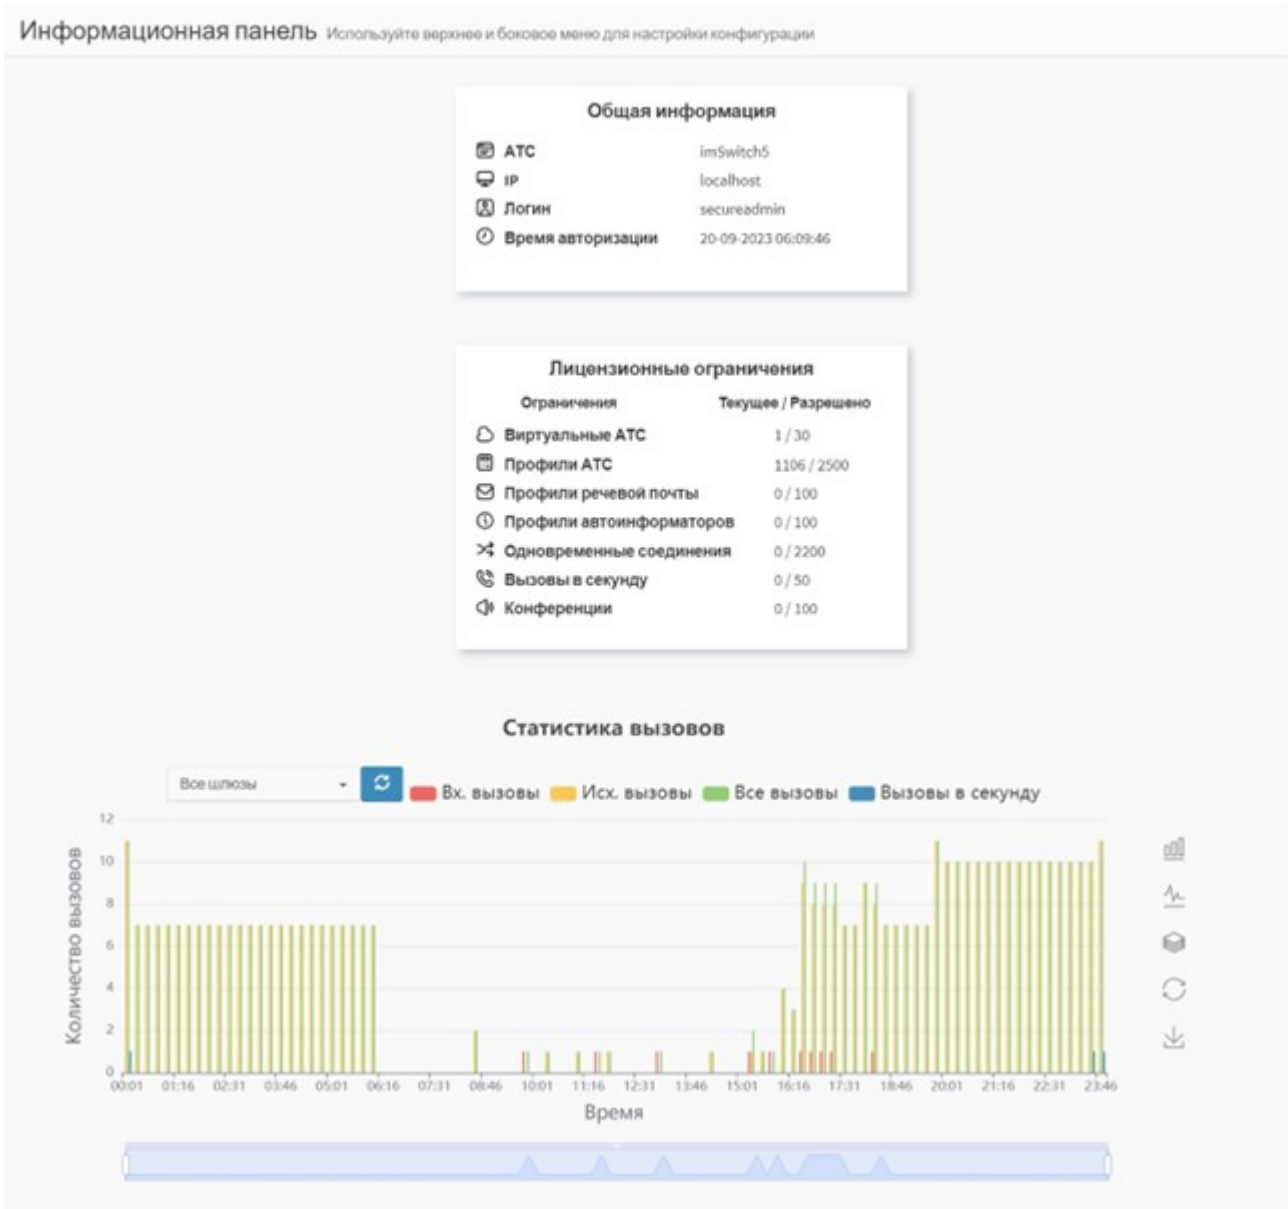 Информационная панель Используйте верхнее и боковое меню для настройки конфигурации
Общая информация
АТС imSwitch5
IP localhost
Логин secureadmin
Время авторизации 20-09-2023 06:09:46
Лицензионные ограничения
Ограничения Текущее / Разрешено
Виртуальные АТС 1 / 30
Профили АТС 1106 / 2500
Профили речевой почты 0 / 100
Профили автоинформаторов 0 / 100
Одновременные соединения 0 / 2200
Вызовы в секунду 0 / 50
Конференции 0 / 100
Статистика вызовов
Все шлюзы
Вх. вызовы Исх. вызовы Все вызовы Вызовы в секунду
Количество вызовов
12
10
8
6
4
2
0
00:01 01:16 02:31 03:46 05:01 06:16 07:31 08:46 10:01 11:16 12:31 13:46 15:01 16:16 17:31 18:46 20:01 21:16 22:31 23:46
Время